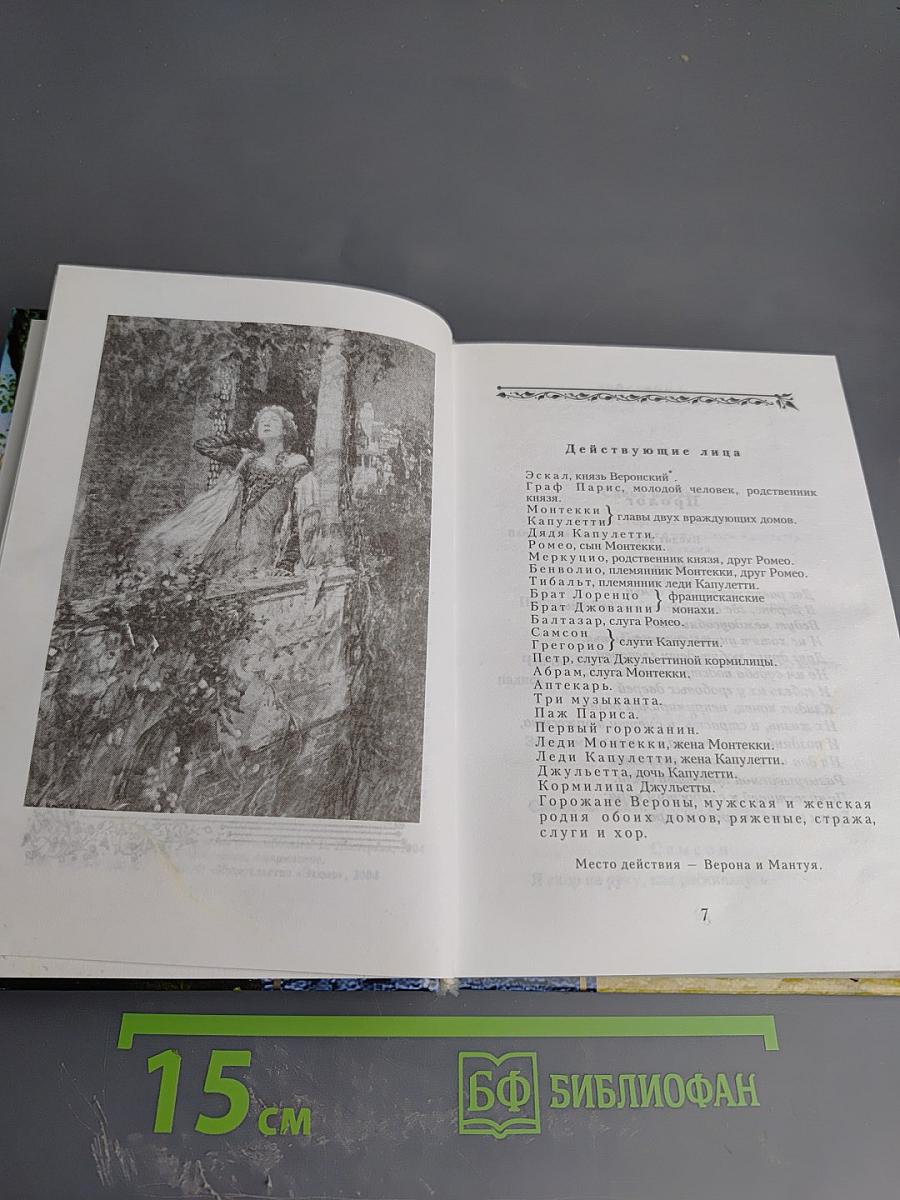 Действующие лица
Эскал, князь Веронский*.
Граф Парис, молодой человек, родственник
князя.
Монтекки
Капулетти } главы двух враждующих домов.
Дядя Капулетти.
Ромео, сын Монтекки.
Меркуцио, родственник князя, друг Ромео.
Бенволио, племянник Монтекки, друг Ромео.
Тибальт, племянник леди Капулетти.
Брат Лоренцо } францисканские
Брат Джованни } монахи.
Балтазар, слуга Ромео.
Самсон
Грегорио } слуги Капулетти.
Петр, слуга Джульеттиной кормилицы.
Абрам, слуга Монтекки.
Аптекарь.
Три музыканта.
Паж Париса.
Первый горожанин.
Леди Монтекки, жена Монтекки.
Леди Капулетти, жена Капулетти.
Джульетта, дочь Капулетти.
Кормилица Джульетты.
Горожане Вероны, мужская и женская
родня обоих домов, ряженые, стража,
слуги и хор.
Место действия — Верона и Мантуя.
7
15 см
БФ БИБЛИОФАН